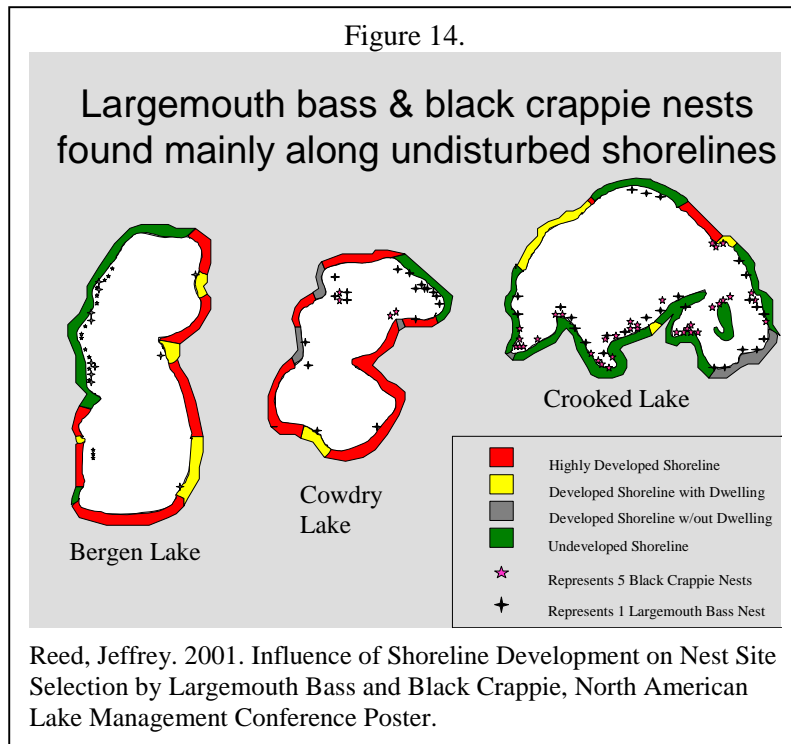 Figure 14.
Largemouth bass & black crappie nests
found mainly along undisturbed shorelines
Bergen Lake
Cowdry
Lake
Crooked Lake
Highly Developed Shoreline
Developed Shoreline with Dwelling
Developed Shoreline w/out Dwelling
Undeveloped Shoreline
Represents 5 Black Crappie Nests
Represents 1 Largemouth Bass Nest
Reed, Jeffrey. 2001. Influence of Shoreline Development on Nest Site
Selection by Largemouth Bass and Black Crappie, North American
Lake Management Conference Poster.